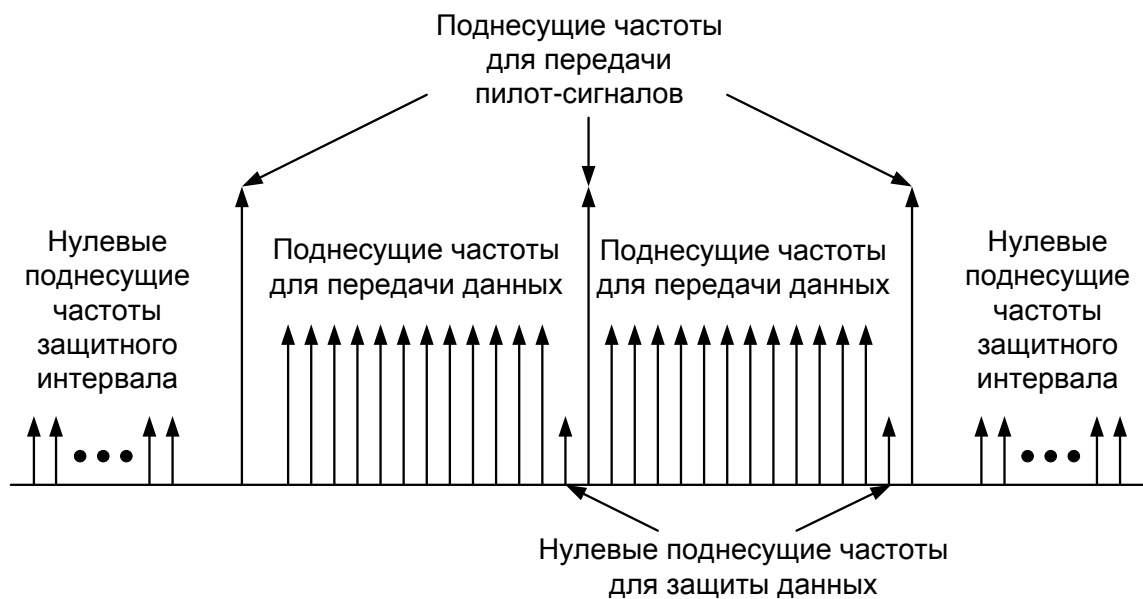 Поднесущие частоты
для передачи
пилот-сигналов
Нулевые
поднесущие
частоты
защитного
интервала
Поднесущие частоты
для передачи данных
Поднесущие частоты
для передачи данных
Нулевые
поднесущие
частоты
защитного
интервала
Нулевые поднесущие частоты
для защиты данных